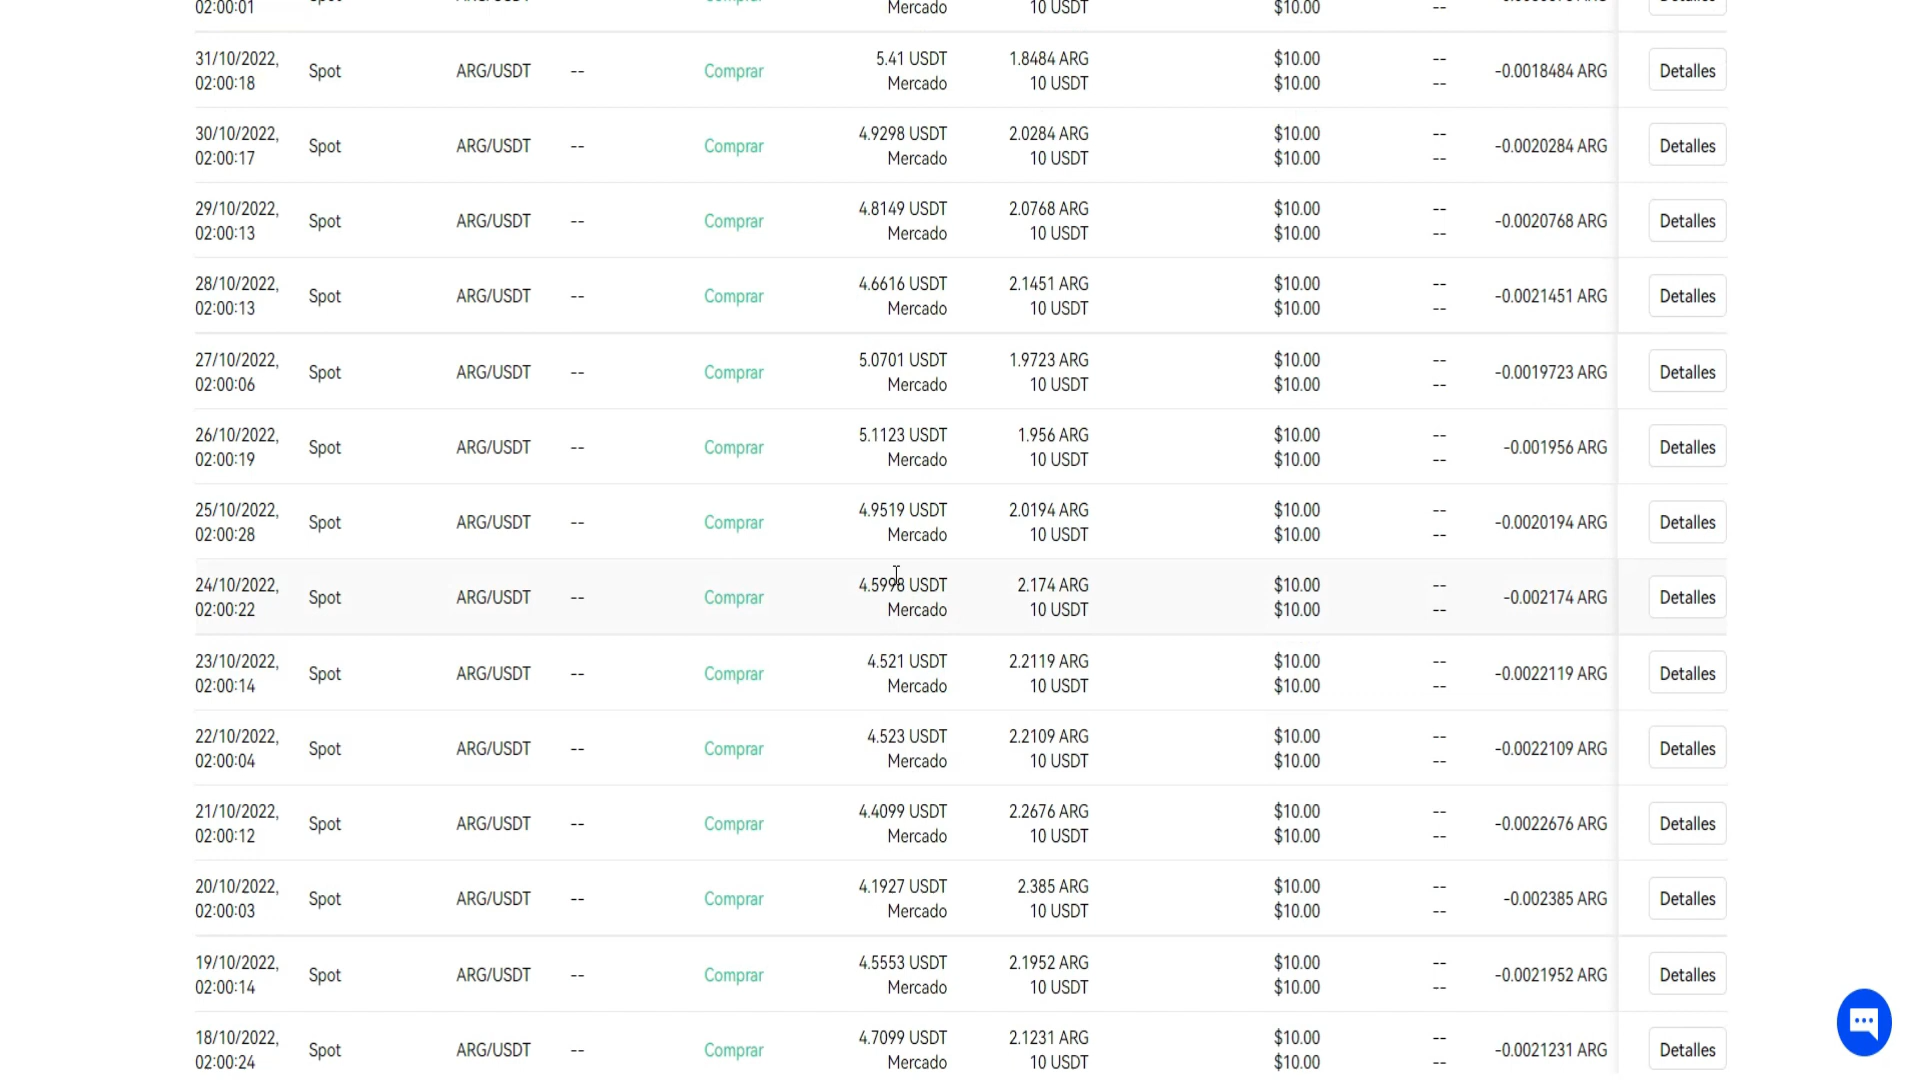 02:00:01 Mercado 10 USDT $10.00 --
31/10/2022, 5.41 USDT 1.8484 ARG $10.00 --
Spot ARG/USDT -- Comprar -0.0018484 ARG Detalles
02:00:18 Mercado 10 USDT $10.00 --
30/10/2022, 4.9298 USDT 2.0284 ARG $10.00 --
Spot ARG/USDT -- Comprar -0.0020284 ARG Detalles
02:00:17 Mercado 10 USDT $10.00 --
29/10/2022, 4.8149 USDT 2.0768 ARG $10.00 --
Spot ARG/USDT -- Comprar -0.0020768 ARG Detalles
02:00:13 Mercado 10 USDT $10.00 --
28/10/2022, 4.6616 USDT 2.1451 ARG $10.00 --
Spot ARG/USDT -- Comprar -0.0021451 ARG Detalles
02:00:13 Mercado 10 USDT $10.00 --
27/10/2022, 5.0701 USDT 1.9723 ARG $10.00 --
Spot ARG/USDT -- Comprar -0.0019723 ARG Detalles
02:00:06 Mercado 10 USDT $10.00 --
26/10/2022, 5.1123 USDT 1.956 ARG $10.00 --
Spot ARG/USDT -- Comprar -0.001956 ARG Detalles
02:00:19 Mercado 10 USDT $10.00 --
25/10/2022, 4.9519 USDT 2.0194 ARG $10.00 --
Spot ARG/USDT -- Comprar -0.0020194 ARG Detalles
02:00:28 Mercado 10 USDT $10.00 --
24/10/2022, 4.5998 USDT 2.174 ARG $10.00 --
Spot ARG/USDT -- Comprar -0.002174 ARG Detalles
02:00:22 Mercado 10 USDT $10.00 --
23/10/2022, 4.521 USDT 2.2119 ARG $10.00 --
Spot ARG/USDT -- Comprar -0.0022119 ARG Detalles
02:00:14 Mercado 10 USDT $10.00 --
22/10/2022, 4.523 USDT 2.2109 ARG $10.00 --
Spot ARG/USDT -- Comprar -0.0022109 ARG Detalles
02:00:04 Mercado 10 USDT $10.00 --
21/10/2022, 4.4099 USDT 2.2676 ARG $10.00 --
Spot ARG/USDT -- Comprar -0.0022676 ARG Detalles
02:00:12 Mercado 10 USDT $10.00 --
20/10/2022, 4.1927 USDT 2.385 ARG $10.00 --
Spot ARG/USDT -- Comprar -0.002385 ARG Detalles
02:00:03 Mercado 10 USDT $10.00 --
19/10/2022, 4.5553 USDT 2.1952 ARG $10.00 --
Spot ARG/USDT -- Comprar -0.0021952 ARG Detalles
02:00:14 Mercado 10 USDT $10.00 --
18/10/2022, 4.7099 USDT 2.1231 ARG $10.00 --
Spot ARG/USDT -- Comprar -0.0021231 ARG Detalles
02:00:24 Mercado 10 USDT $10.00 --